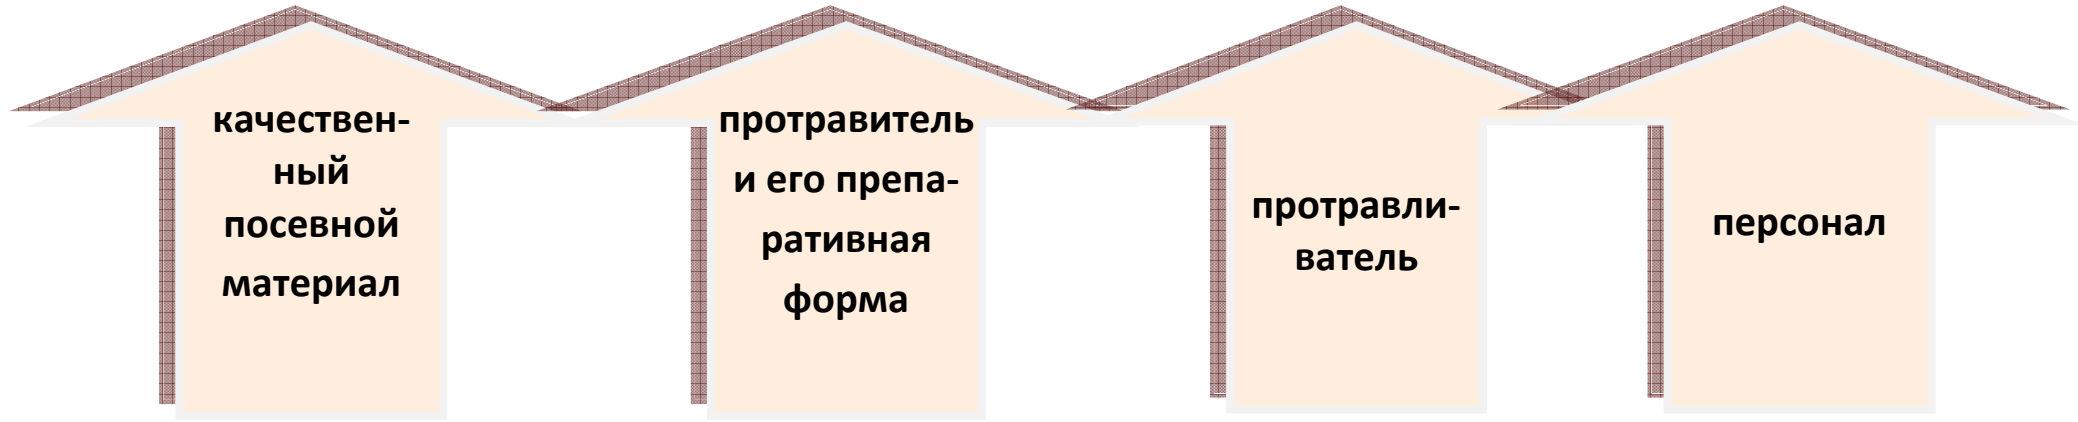 качествен-
ный
посевной
материал
протравитель
и его препа-
ративная
форма
протравли-
ватель
персонал